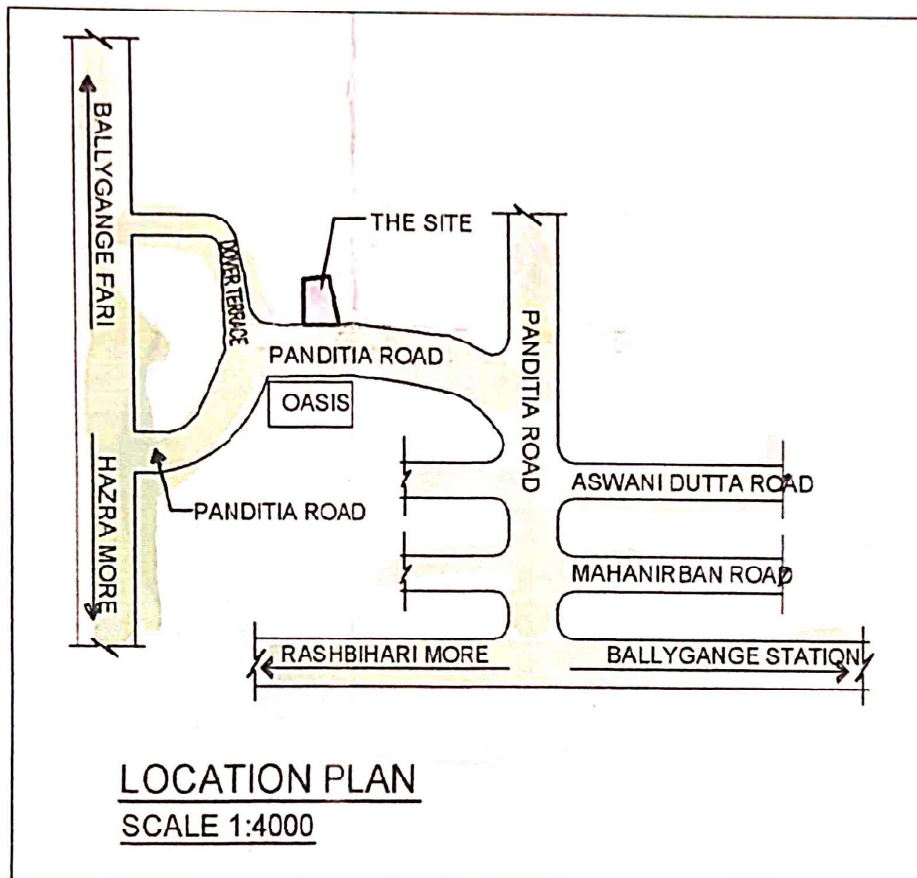 BALLYGANGE FARI
THE SITE
DOVER TERRACE
PANDITIA ROAD
PANDITIA ROAD
OASIS
HAZRA MORE
PANDITIA ROAD
ASWANI DUTTA ROAD
MAHANIRBAN ROAD
RASHBIHARI MORE
BALLYGANGE STATION
LOCATION PLAN
SCALE 1:4000